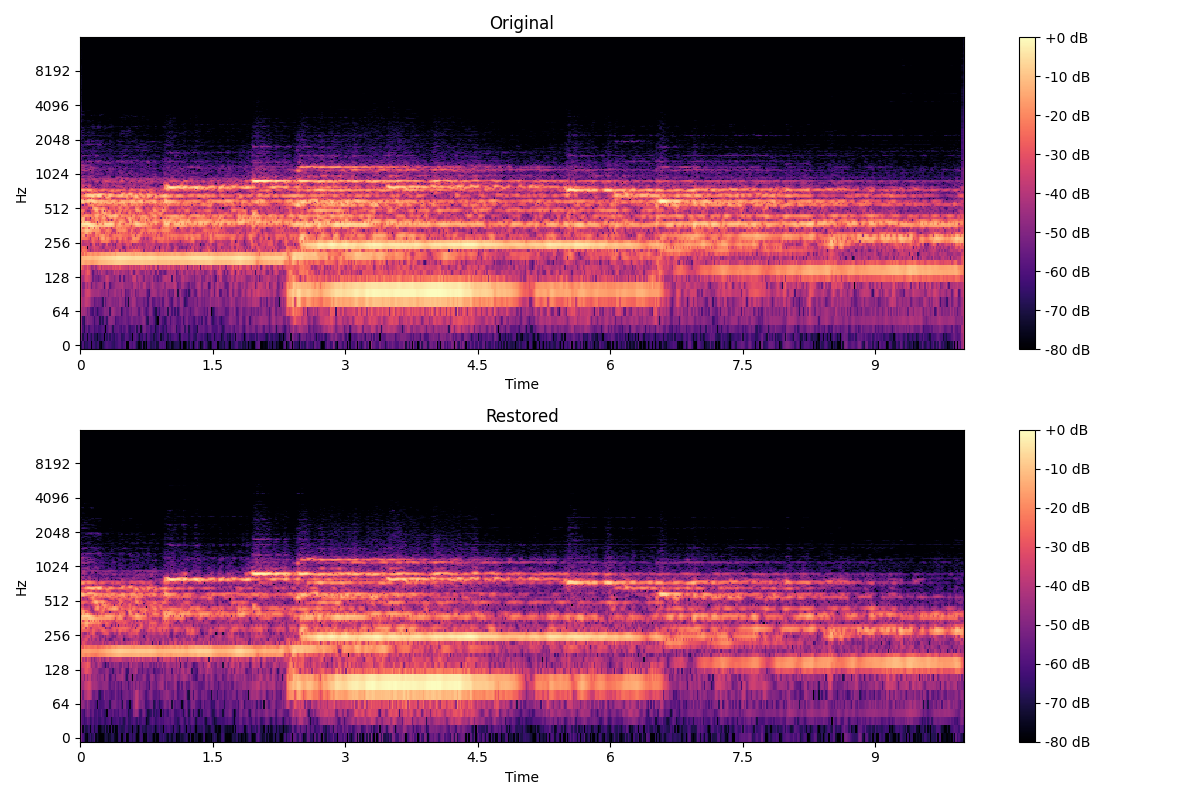 Original
8192
4096
2048
1024
512
256
128
64
0
Hz
0 1.5 3 4.5 6 7.5 9
Time
+0 dB
-10 dB
-20 dB
-30 dB
-40 dB
-50 dB
-60 dB
-70 dB
-80 dB
Restored
8192
4096
2048
1024
512
256
128
64
0
Hz
0 1.5 3 4.5 6 7.5 9
Time
+0 dB
-10 dB
-20 dB
-30 dB
-40 dB
-50 dB
-60 dB
-70 dB
-80 dB